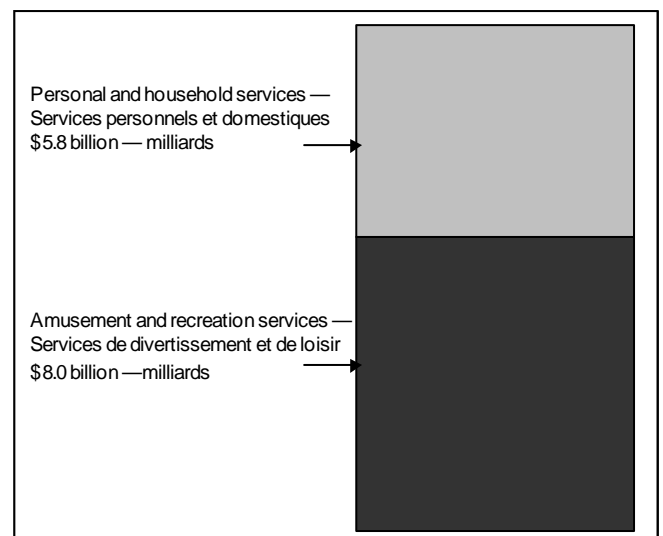 Personal and household services —
Services personnels et domestiques
$5.8 billion — milliards
Amusement and recreation services —
Services de divertissement et de loisir
$8.0 billion —milliards